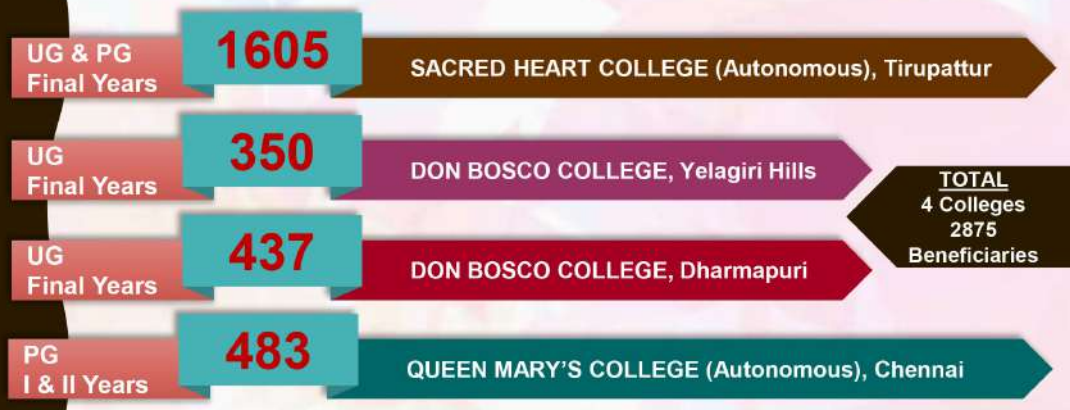 UG & PG
Final Years
1605
SACRED HEART COLLEGE (Autonomous), Tirupattur
UG
Final Years
350
DON BOSCO COLLEGE, Yelagiri Hills
TOTAL
4 Colleges
2875
Beneficiaries
UG
Final Years
437
DON BOSCO COLLEGE, Dharmapuri
PG
I & II Years
483
QUEEN MARY'S COLLEGE (Autonomous), Chennai